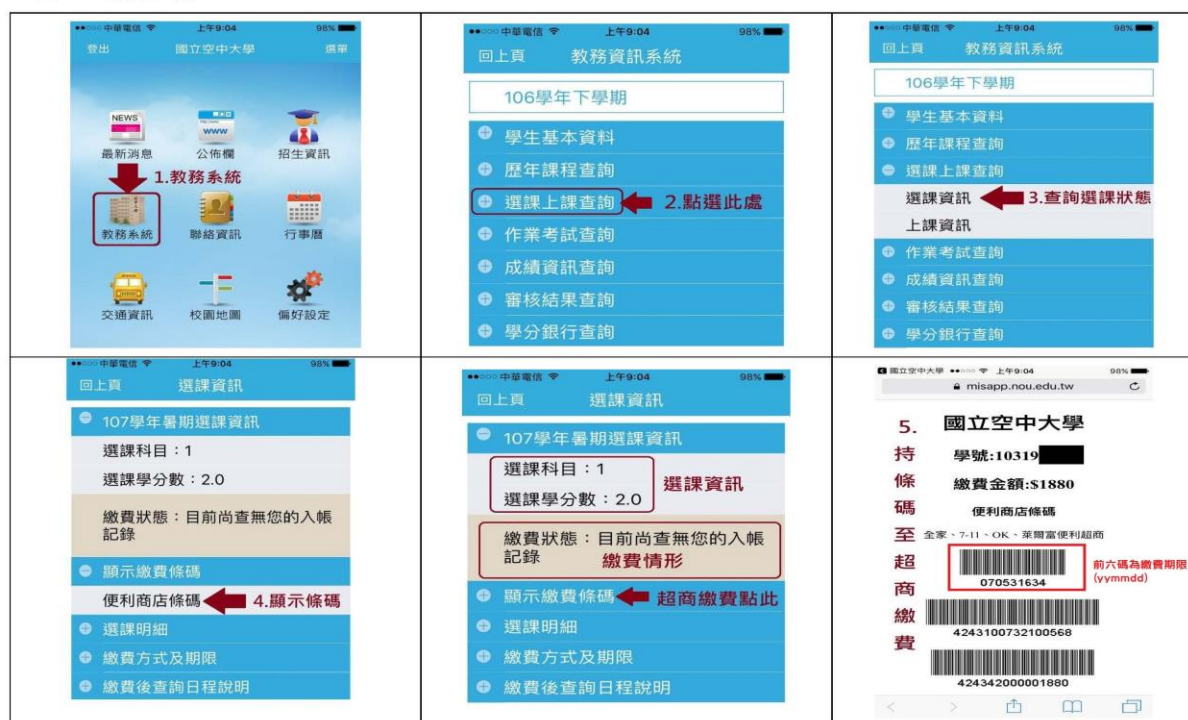 中華電信 上午9:04 98%
登出 國立空中大學 選單
NEWS
www
最新消息 公佈欄 招生資訊
1.教務系統
教務系統 聯絡資訊 行事曆
交通資訊 校園地圖 偏好設定
中華電信 上午9:04 98%
回上頁 教務資訊系統
106學年下學期
學生基本資料
歷年課程查詢
選課上課查詢 2.點選此處
作業考試查詢
成績資訊查詢
審核結果查詢
學分銀行查詢
中華電信 上午9:04 98%
回上頁 教務資訊系統
106學年下學期
學生基本資料
歷年課程查詢
選課上課查詢
選課資訊 3.查詢選課狀態
上課資訊
作業考試查詢
成績資訊查詢
審核結果查詢
學分銀行查詢
中華電信 上午9:04 98%
回上頁 選課資訊
107學年暑期選課資訊
選課科目：1
選課學分數：2.0
繳費狀態：目前尚查無您的入帳
記錄
顯示繳費條碼
便利商店條碼 4.顯示條碼
選課明細
繳費方式及期限
繳費後查詢日程說明
中華電信 上午9:04 98%
回上頁 選課資訊
107學年暑期選課資訊
選課科目：1
選課學分數：2.0
選課資訊
繳費狀態：目前尚查無您的入帳
記錄 繳費情形
顯示繳費條碼 超商繳費點此
選課明細
繳費方式及期限
繳費後查詢日程說明
國立空中大學 上午9:04 98%
misapp.nou.edu.tw
5.持條碼至超商繳費
國立空中大學
學號:10319
繳費金額:$1880
便利商店條碼
全家、7-11、OK、萊爾富便利超商
070531634
前六碼為繳費期限
(yymmdd)
4243100732100568
424342000001880